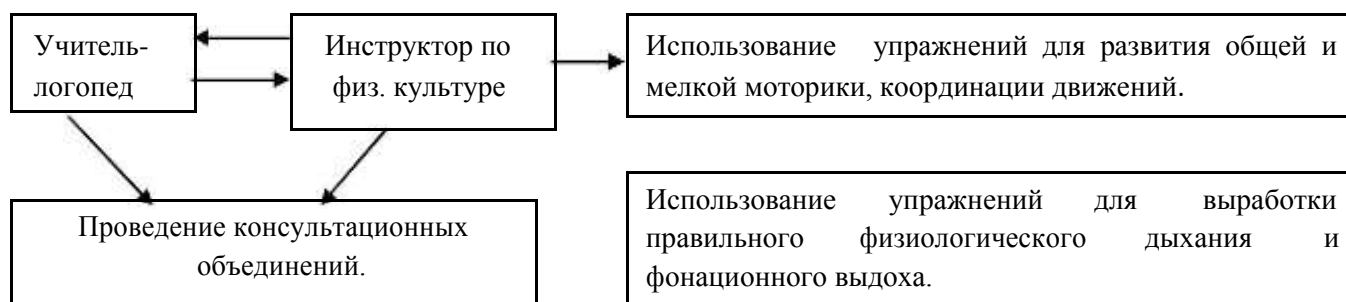 Учитель-
логопед
Инструктор по
физ. культуре
Использование упражнений для развития общей и
мелкой моторики, координации движений.
Проведение консультационных
объединений.
Использование упражнений для выработки
правильного физиологического дыхания и
фонационного выдоха.